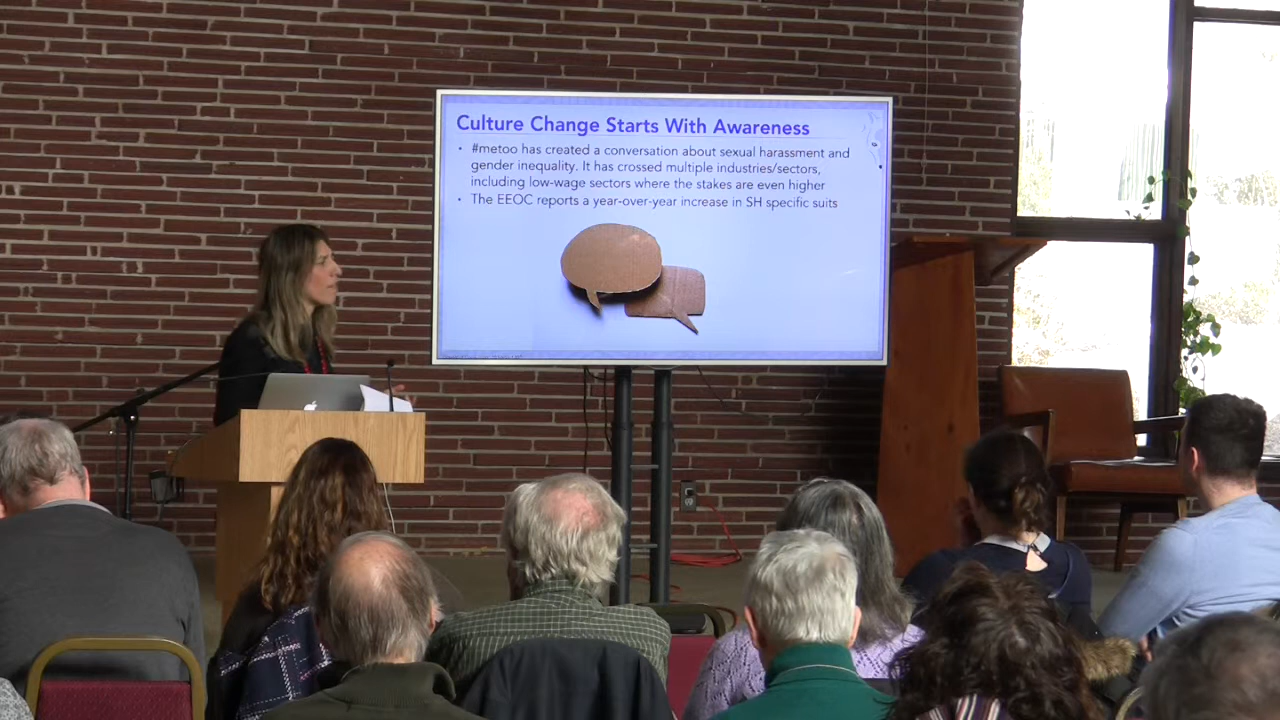 Culture Change Starts With Awareness
• #metoo has created a conversation about sexual harassment and
gender inequality. It has crossed multiple industries/sectors,
including low-wage sectors where the stakes are even higher
• The EEOC reports a year-over-year increase in SH specific suits